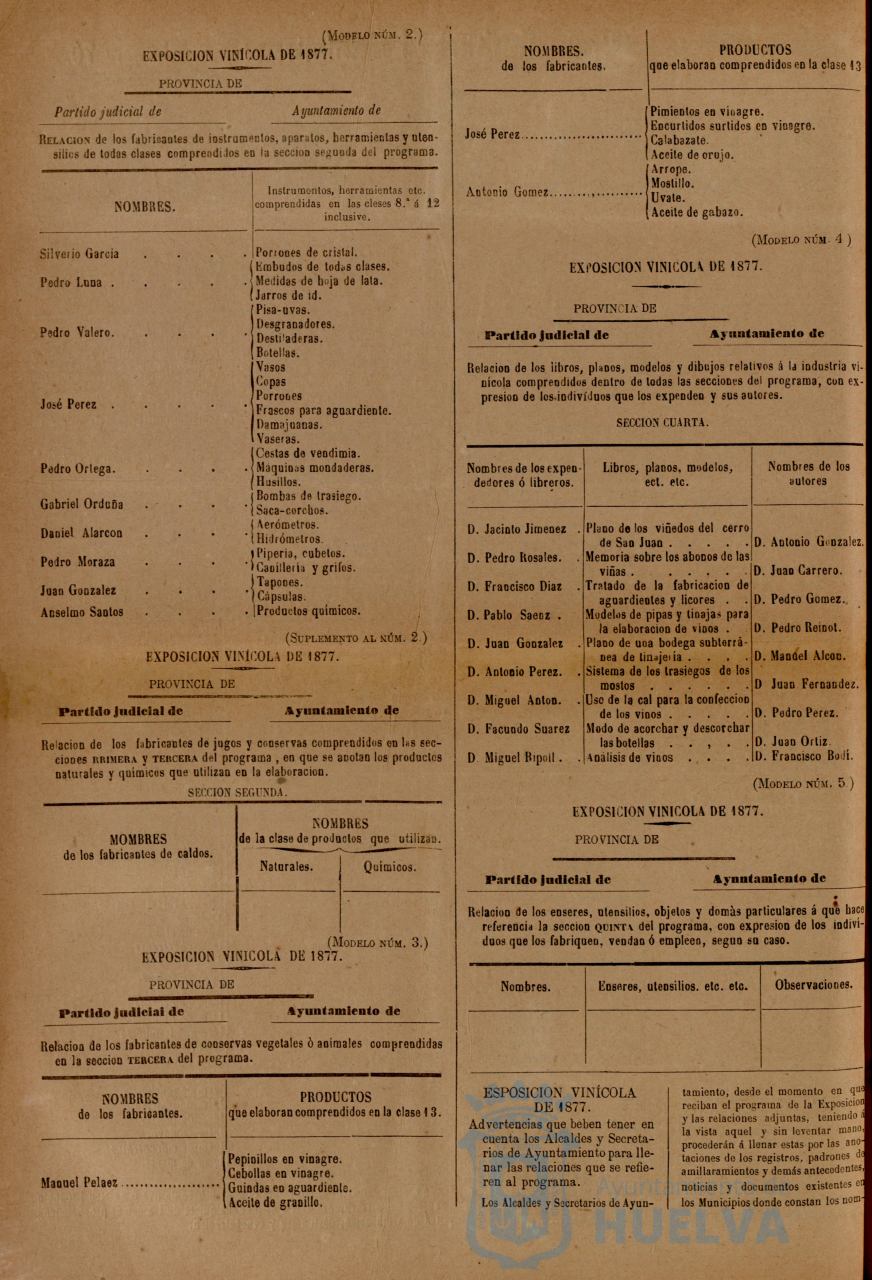 (Modelo núm. 2.)
EXPOSICION VINÍCOLA DE 1877.
PROVINCIA DE
Partido judicial de Ayuntamiento de
Relacion de los fabricantes de instrumentos, aparatos, herramientas y uten-
silios de todas clases comprendidos en la seccion segunda del programa.
NOMBRES.
Instrumentos, herramientas etc.
comprendidas en las cleses 8.ª á 12
inclusive.
Silverio Garcia . . . . Porrones de cristal.
Pedro Luna . . . . .
Embudos de todas clases.
Medidas de hoja de lata.
Jarros de id.
Pedro Valero. . . . .
Pisa-uvas.
Desgranadores.
Destiladeras.
Botellas.
José Perez . . . . .
Vasos
Copas
Porrones
Frascos para aguardiente.
Damajuanas.
Vaseras.
Pedro Ortega. . . . .
Cestas de vendimia.
Máquinas mondaderas.
Husillos.
Gabriel Orduña . . . .
Bombas de trasiego.
Saca-corchos.
Daniel Alarcon . . . .
Aerómetros.
Hidrómetros.
Pedro Moraza . . . .
Piperia, cubetos.
Canilleria y grifos.
Juan Gonzalez . . . .
Tapones.
Cápsulas.
Anselmo Santos . . . . Productos químicos.
(Suplemento al núm. 2.)
EXPOSICION VINÍCOLA DE 1877.
PROVINCIA DE
Partido judicial de Ayuntamiento de
Relacion de los fabricantes de jugos y conservas comprendidos en las sec-
ciones RRIMERA y TERCERA del programa , en que se anotan los productos
naturales y químicos que utilizan en la elaboracion.
SECCION SEGUNDA.
MOMBRES
de los fabricantes de caldos.
NOMBRES
de la clase de productos que utilizan.
Naturales. Químicos.
(Modelo núm. 3.)
EXPOSICION VINICOLA DE 1877.
PROVINCIA DE
Partido judicial de Ayuntamiento de
Relacion de los fabricantes de conservas vegetales ò animales comprendidas
en la seccion TERCERA del programa.
NOMBRES
de los fabricantes.
PRODUCTOS
que elaboran comprendidos en la clase 13.
Manuel Pelaez....................
Pepinillos en vinagre.
Cebollas en vinagre.
Guindas en aguardiente.
Aceite de granillo.
NOMBRES.
de los fabricantes.
PRODUCTOS
que elaboran comprendidos en la clase 13
José Perez..........................
Pimientos en vinagre.
Encurtidos surtidos en vinagre.
Calabazate.
Aceite de orujo.
Antonio Gomez....................
Arrope.
Mostillo.
Uvate.
Aceite de gabazo.
(Modelo núm. 4 )
EXPOSICION VINICOLA DE 1877.
PROVINCIA DE
Partido judicial de Ayuntamiento de
Relacion de los libros, planos, modelos y dibujos relativos á la industria vi-
nícola comprendidos dentro de todas las secciones del programa, con ex-
presion de los individuos que los expenden y sus autores.
SECCION CUARTA.
Nombres de los expen-
dedores ó libreros.
Libros, planos, modelos,
ect. etc.
Nombres de los
autores
D. Jacinto Jimenez . Plano de los viñedos del cerro
de San Juan . . . . . D. Antonio Gonzalez.
D. Pedro Rosales. . Memoria sobre los abonos de las
viñas . . . . . . . D. Juan Carrero.
D. Francisco Diaz . Tratado de la fabricacion de
aguardientes y licores . . D. Pedro Gomez.
D. Pablo Saenz . Modelos de pipas y tinajas para
la elaboracion de vinos . D. Pedro Reinot.
D. Juan Gonzalez . Plano de una bodega subterrá-
nea de tinajeria . . . . D. Manuel Alcon.
D. Antonio Perez. . Sistema de los trasiegos de los
mostos . . . . . . D Juan Fernandez.
D. Miguel Anton. . Uso de la cal para la confeccion
de los vinos . . . . . D. Pedro Perez.
D. Facundo Suarez Modo de acorchar y descorchar
las botellas . . . . . D. Juan Ortiz.
D. Miguel Ripoll . . Análisis de vinos . . . . D. Francisco Bodí.
(Modelo núm. 5 )
EXPOSICION VINICOLA DE 1877.
PROVINCIA DE
Partido judicial de Ayuntamiento de
Relacion de los enseres, utensilios, objetos y domàs particulares á que hace
referencia la seccion QUINTA del programa, con expresion de los indivi-
duos que los fabriquen, vendan ó empleen, segun su caso.
Nombres. Enseres, utensilios. etc. etc. Observaciones.
ESPOSICION VINÍCOLA
DE 1877.
Advertencias que beben tener en
cuenta los Alcaldes y Secreta-
rios de Ayuntamiento para lle-
nar las relaciones que se refie-
ren al programa.
Los Alcaldes y Secretarios de Ayun-
tamiento, desde el momento en que
reciban el programa de la Exposicion
y las relaciones adjuntas, teniendo á
la vista aquel y sin leventar mano,
procederán á llenar estas por las ano-
taciones de los registros, padrones de
amillaramientos y demás antecedentes,
noticias y documentos existentes en
los Municipios donde constan los nom-
Ayuntamiento de
HUELVA